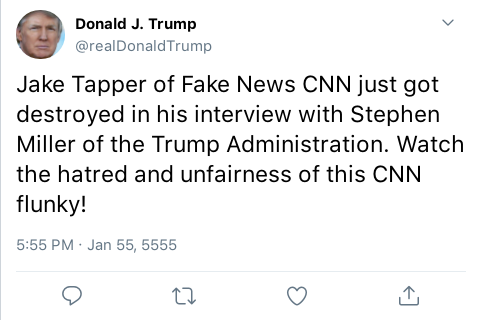 Donald J. Trump
@realDonaldTrump
Jake Tapper of Fake News CNN just got
destroyed in his interview with Stephen
Miller of the Trump Administration. Watch
the hatred and unfairness of this CNN
flunky!
5:55 PM · Jan 55, 5555